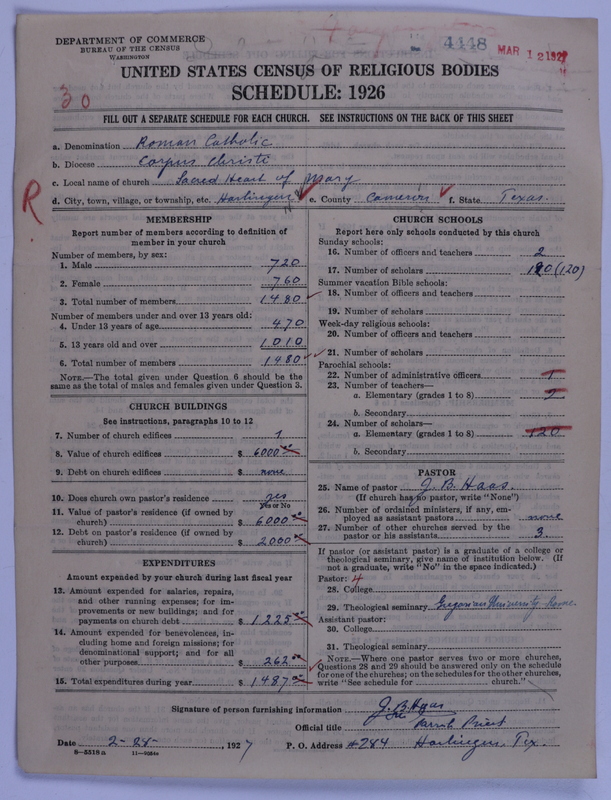 DEPARTMENT OF COMMERCE
BUREAU OF THE CENSUS
WASHINGTON
4448
MAR 12 1927
UNITED STATES CENSUS OF RELIGIOUS BODIES
SCHEDULE: 1926
30
FILL OUT A SEPARATE SCHEDULE FOR EACH CHURCH. SEE INSTRUCTIONS ON THE BACK OF THIS SHEET
a. Denomination Roman Catholic
b. Diocese Corpus Christi
c. Local name of church Sacred Heart of Mary
d. City, town, village, or township, etc. Harlingen e. County Cameron f. State Texas.
R
MEMBERSHIP
Report number of members according to definition of member in your church
Number of members, by sex:
1. Male 720
2. Female 760
3. Total number of members 1480
Number of members under and over 13 years old:
4. Under 13 years of age 470
5. 13 years old and over 1010
6. Total number of members 1480
NOTE.—The total given under Question 6 should be the
same as the total of males and females given under Question 3.
CHURCH BUILDINGS
See instructions, paragraphs 10 to 12
7. Number of church edifices 1
8. Value of church edifices $ 6000
9. Debt on church edifices $ none
10. Does church own pastor's residence yes
Yes or No
11. Value of pastor's residence (if owned by
church) $ 6000
12. Debt on pastor's residence (if owned by
church) $ 2000
EXPENDITURES
Amount expended by your church during last fiscal year
13. Amount expended for salaries, repairs,
and other running expenses; for im-
provements or new buildings; and for
payments on church debt $ 1225
14. Amount expended for benevolences, in-
cluding home and foreign missions; for
denominational support; and for all
other purposes $ 262
15. Total expenditures during year $ 1487
CHURCH SCHOOLS
Report here only schools conducted by this church
Sunday schools:
16. Number of officers and teachers 2
17. Number of scholars 120 (120)
Summer vacation Bible schools:
18. Number of officers and teachers
19. Number of scholars
Week-day religious schools:
20. Number of officers and teachers
21. Number of scholars
Parochial schools:
22. Number of administrative officers 1
23. Number of teachers—
a. Elementary (grades 1 to 8) 2
b. Secondary
24. Number of scholars—
a. Elementary (grades 1 to 8) 120
b. Secondary
PASTOR
25. Name of pastor J. B. Haas.
(If church has no pastor, write "None")
26. Number of ordained ministers, if any, em-
ployed as assistant pastors none
27. Number of other churches served by the
pastor or his assistants 3.
If pastor (or assistant pastor) is a graduate of a college or
theological seminary, give name of institution below. (If
not a graduate, write "No" in the space indicated.)
Pastor: 4
28. College
29. Theological seminary Gregorian University Rome.
Assistant pastor:
30. College
31. Theological seminary
NOTE.—Where one pastor serves two or more churches,
Questions 28 and 29 should be answered only on the schedule
for one of the churches; on the schedules for the other churches,
write "See schedule for church."
Signature of person furnishing information J. B. Haas
Official title Parish Priest
Date 2-28-, 1927 P. O. Address #284 Harlingen, Tex.
8—5518a 11—9354a